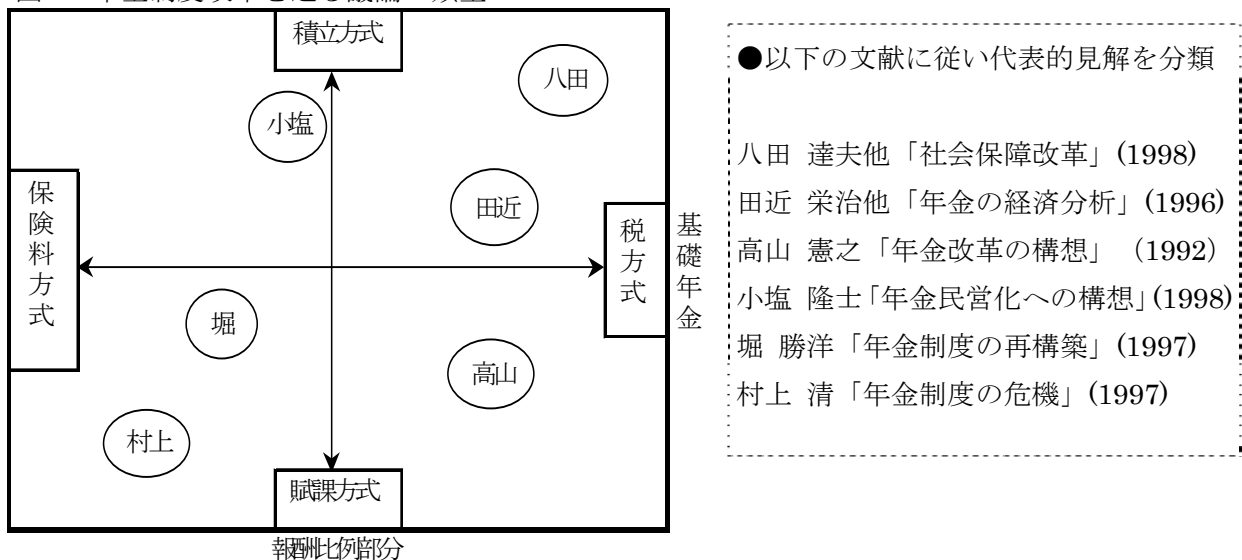 積立方式
八田
小塩
田近
保険料方式
税方式
基礎年金
堀
高山
村上
賦課方式
報酬比例部分
●以下の文献に従い代表的見解を分類
八田 達夫他「社会保障改革」(1998)
田近 栄治他「年金の経済分析」(1996)
高山 憲之「年金改革の構想」(1992)
小塩 隆士「年金民営化への構想」(1998)
堀 勝洋「年金制度の再構築」(1997)
村上 清「年金制度の危機」(1997)